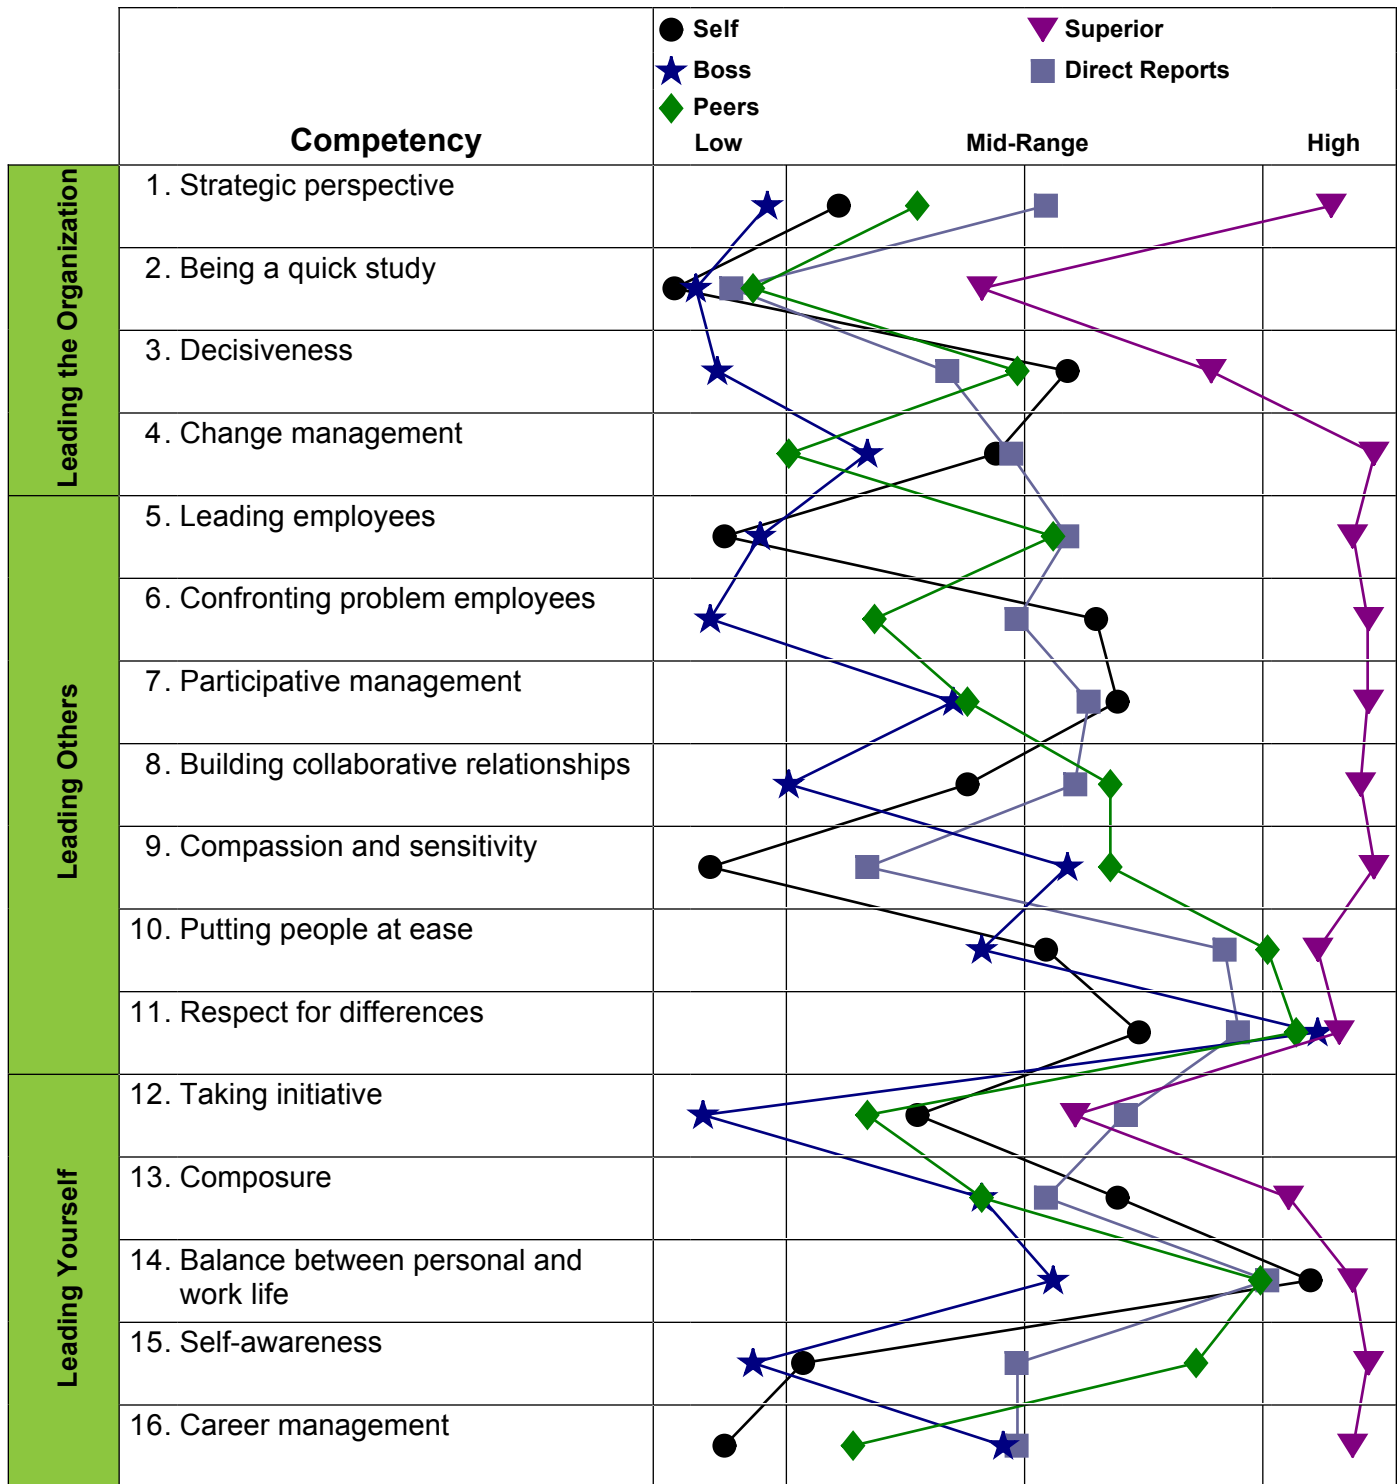 Self
Superior
Boss
Direct Reports
Peers
Competency
Low
Mid-Range
High
Leading the Organization
1. Strategic perspective
2. Being a quick study
3. Decisiveness
4. Change management
Leading Others
5. Leading employees
6. Confronting problem employees
7. Participative management
8. Building collaborative relationships
9. Compassion and sensitivity
10. Putting people at ease
11. Respect for differences
Leading Yourself
12. Taking initiative
13. Composure
14. Balance between personal and
work life
15. Self-awareness
16. Career management